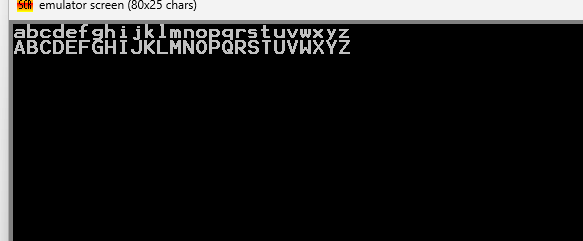 emulator screen (80x25 chars)
abcdefghijklmnopqrstuvwxyz
ABCDEFGHIJKLMNOPQRSTUVWXYZ